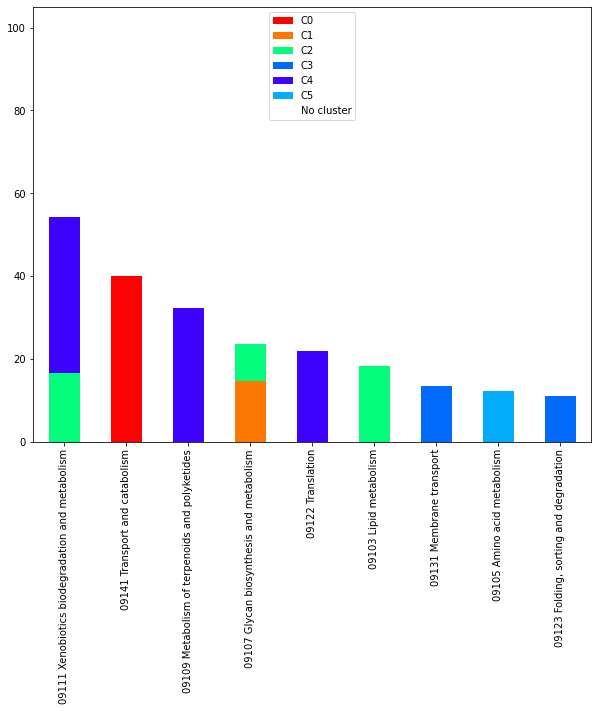 100
80
60
40
20
0
C0
C1
C2
C3
C4
C5
No cluster
09111 Xenobiotics biodegradation and metabolism
09141 Transport and catabolism
09109 Metabolism of terpenoids and polyketides
09107 Glycan biosynthesis and metabolism
09122 Translation
09103 Lipid metabolism
09131 Membrane transport
09105 Amino acid metabolism
09123 Folding, sorting and degradation